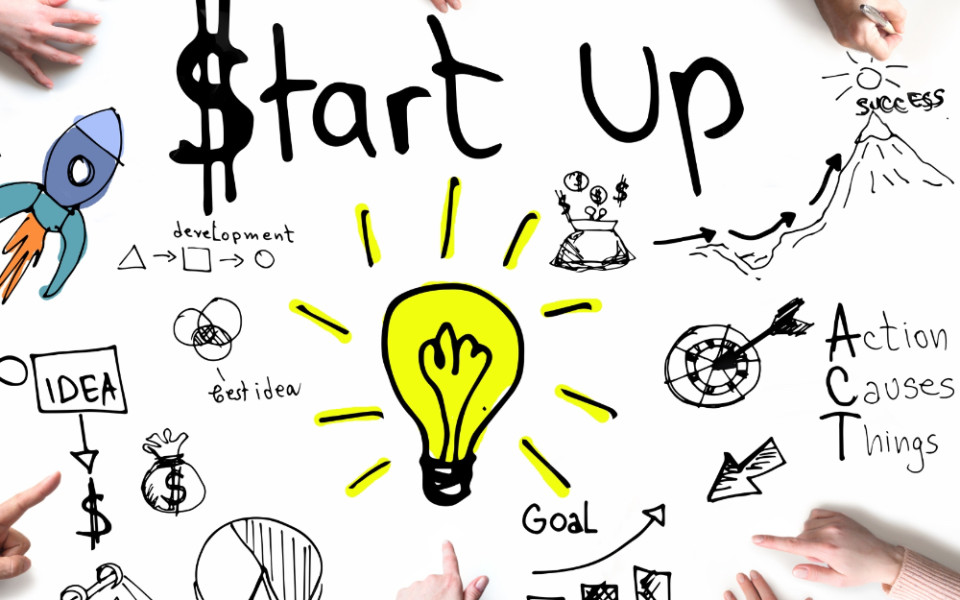 $tart Up
SUCCESS
development
best idea
IDEA
$
$
Action
Causes
Things
Goal